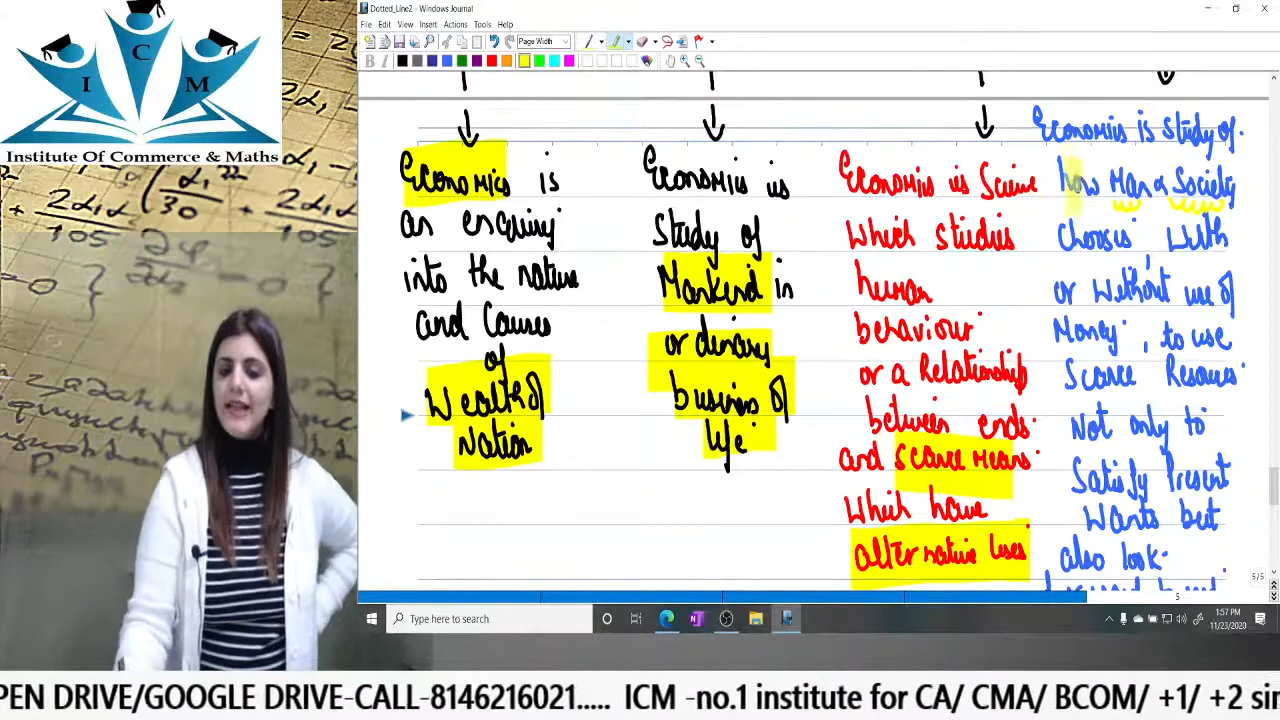 I
C
M
Institute Of Commerce & Maths
Dotted_Line2 - Windows Journal
File Edit View Insert Actions Tools Help
Page Width
B I
Economics is
an enquiry
into the nature
and Causes
of
Wealth of
Nation
Economics is
Study of
Mankind in
ordinary
business of
life
Economics is Science
which studies
human
behaviour
or a Relationship
between ends
and scarce Means
which have
alternative uses
Economics is Study of
how Man & Society
chooses, with
or without use of
Money, to use
Scarce Resources
Not only to
Satisfy Present
Wants but
also look
5/5
5
Type here to search
1:57 PM
11/23/2020
PEN DRIVE/GOOGLE DRIVE-CALL-8146216021..... ICM -no.1 institute for CA/ CMA/ BCOM/ +1/ +2 sin